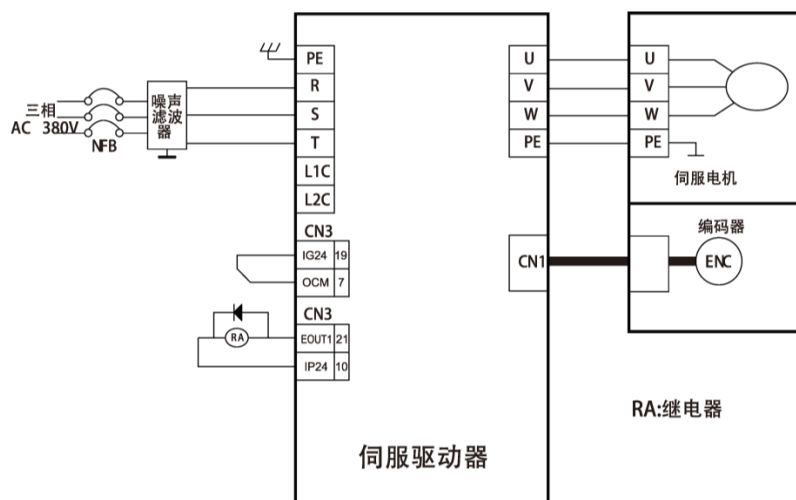 三相
AC 380V
NFB
噪声
滤波
器
PE
R
S
T
L1C
L2C
CN3
IG24 19
OCM 7
CN3
EOUT1 21
IP24 10
RA
U
V
W
PE
CN1
U
V
W
PE
伺服电机
编码器
ENC
RA:继电器
伺服驱动器